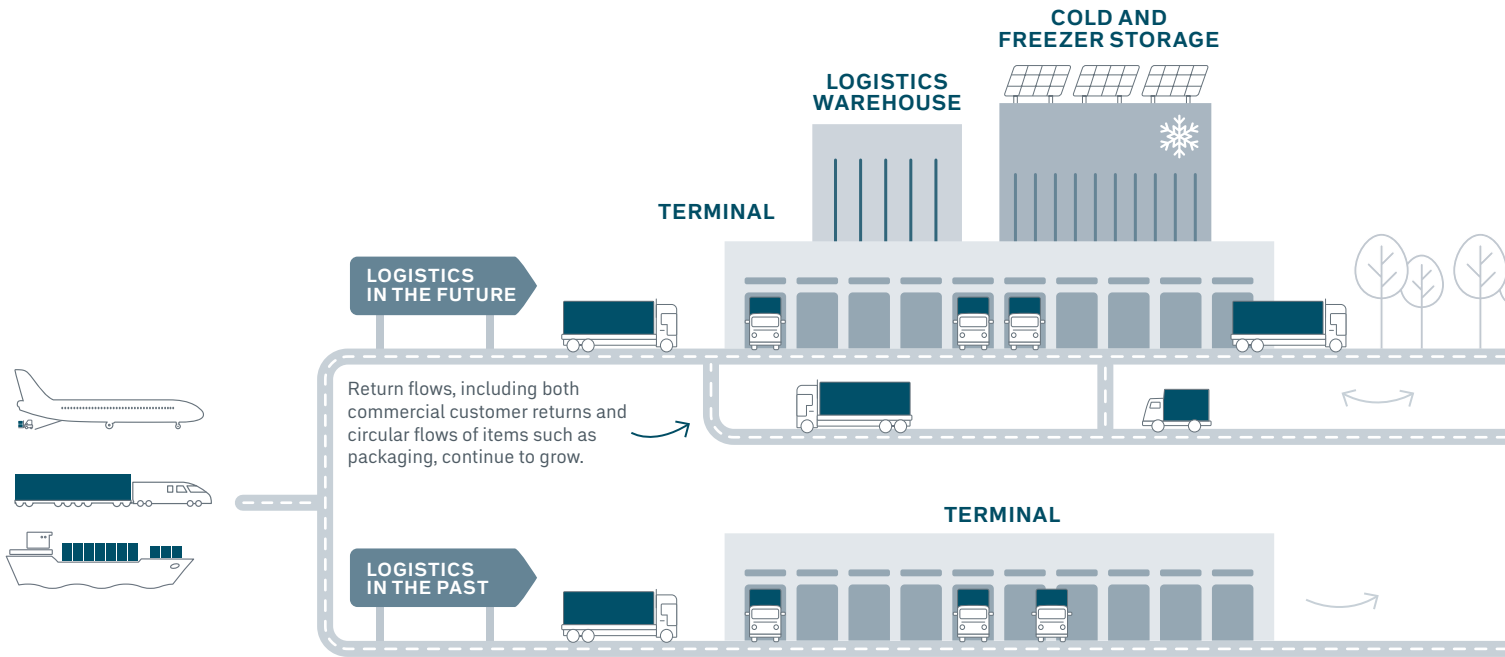 COLD AND
FREEZER STORAGE
LOGISTICS
WAREHOUSE
TERMINAL
LOGISTICS
IN THE FUTURE
Return flows, including both
commercial customer returns and
circular flows of items such as
packaging, continue to grow.
TERMINAL
LOGISTICS
IN THE PAST